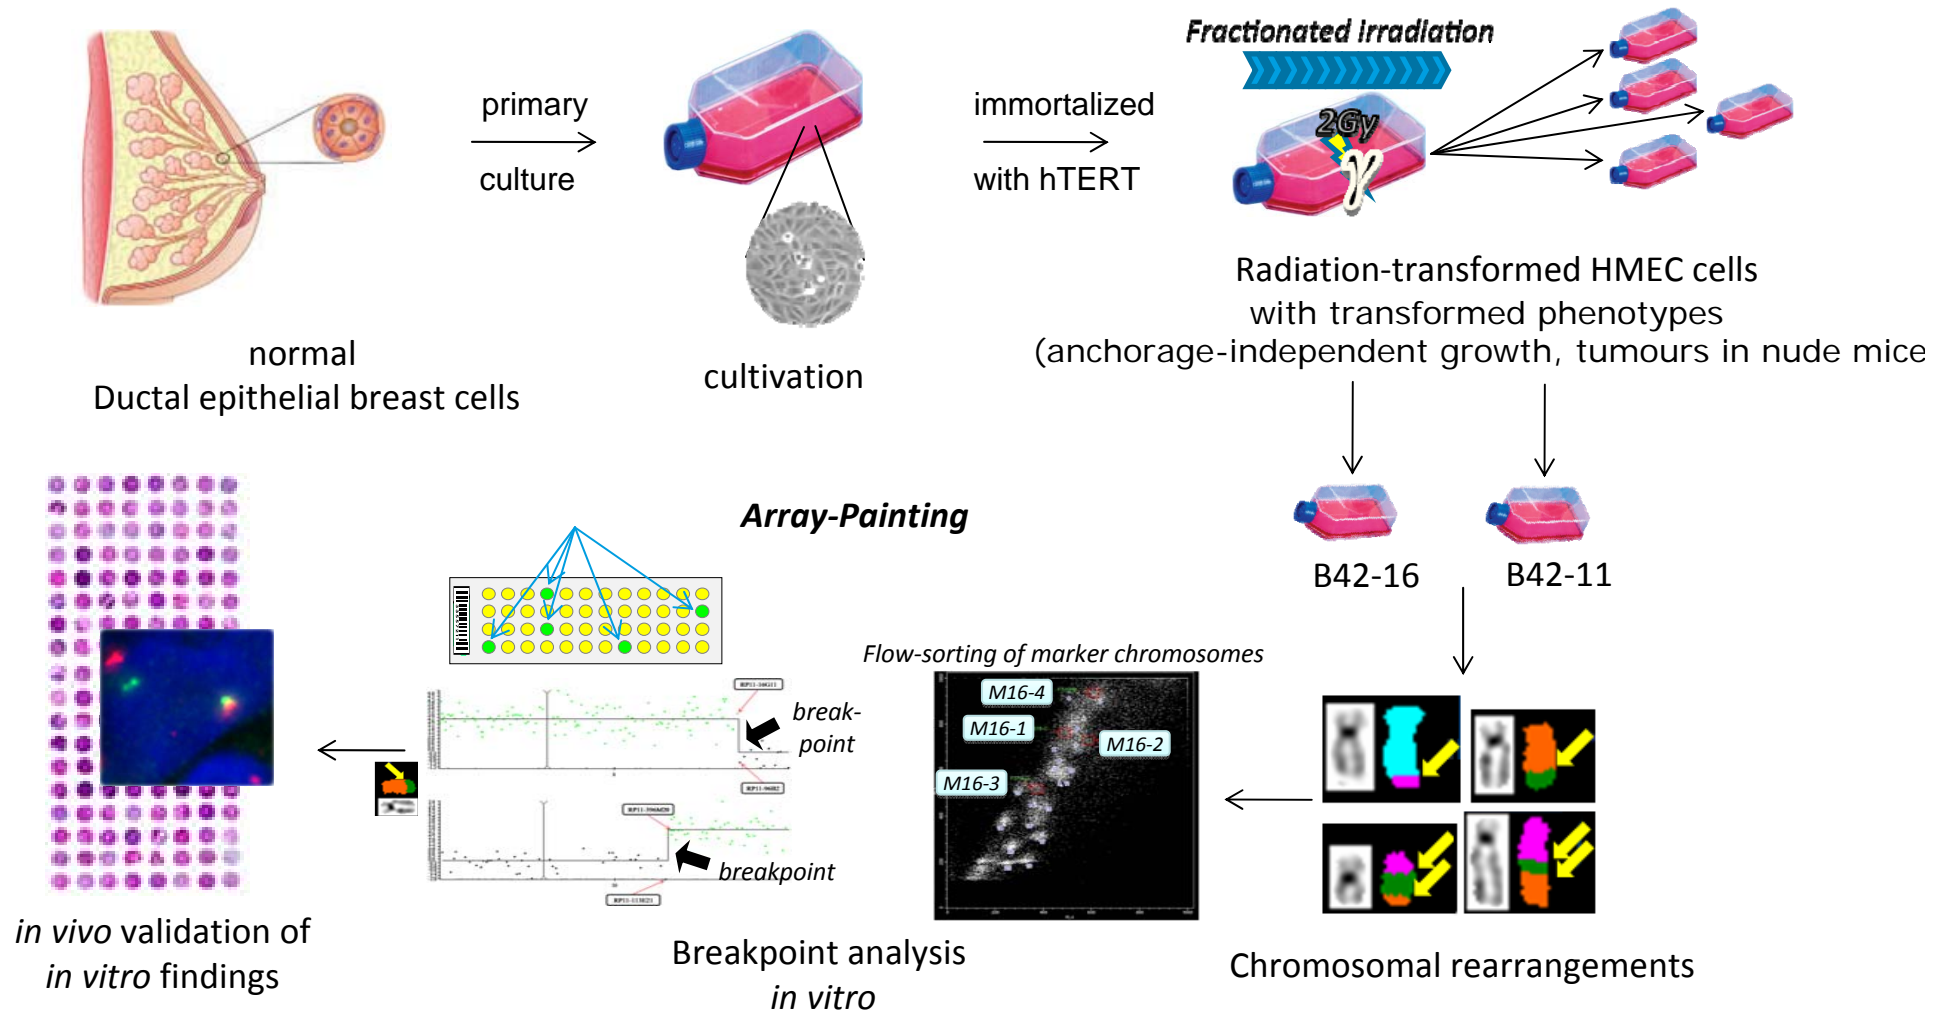 Fractionated irradiation
primary
culture
immortalized
with hTERT
2Gy
γ
normal
Ductal epithelial breast cells
cultivation
Radiation-transformed HMEC cells
with transformed phenotypes
(anchorage-independent growth, tumours in nude mice
B42-16
B42-11
Array-Painting
Flow-sorting of marker chromosomes
M16-4
M16-1
M16-2
M16-3
RP11-16G11
break-
point
breakpoint
in vivo validation of
in vitro findings
Breakpoint analysis
in vitro
Chromosomal rearrangements